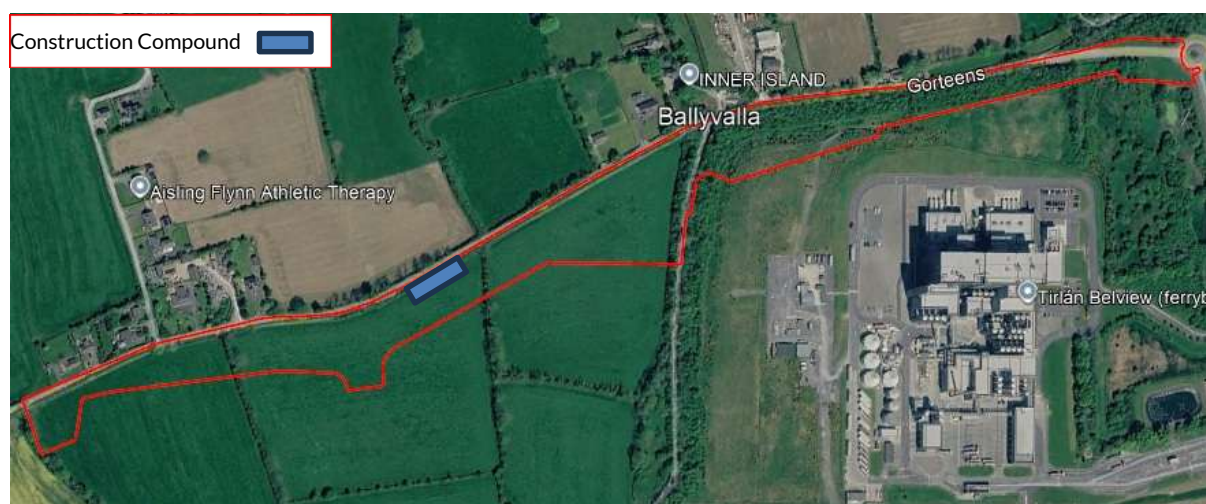 Construction Compound
INNER ISLAND
Gorteens
Ballyvalla
Aisling Flynn Athletic Therapy
Tirlán Belview (ferryb